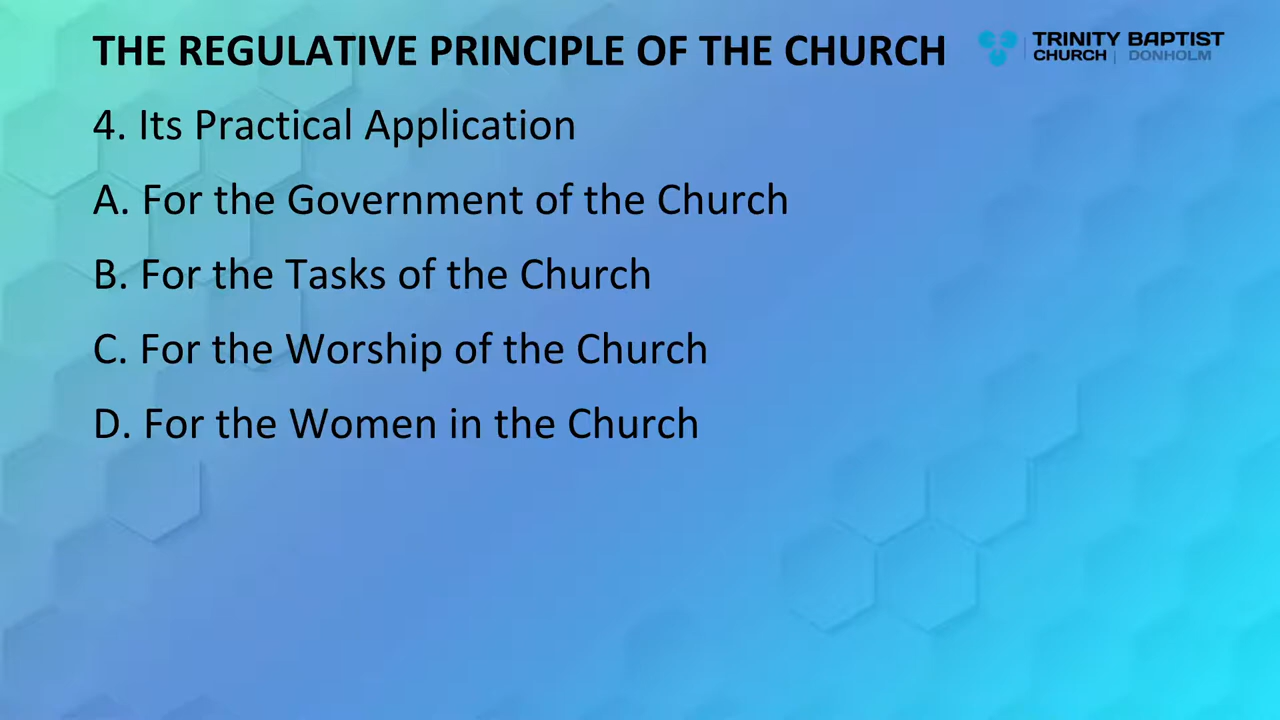 THE REGULATIVE PRINCIPLE OF THE CHURCH
TRINITY BAPTIST
CHURCH | DONHOLM
4. Its Practical Application
A. For the Government of the Church
B. For the Tasks of the Church
C. For the Worship of the Church
D. For the Women in the Church